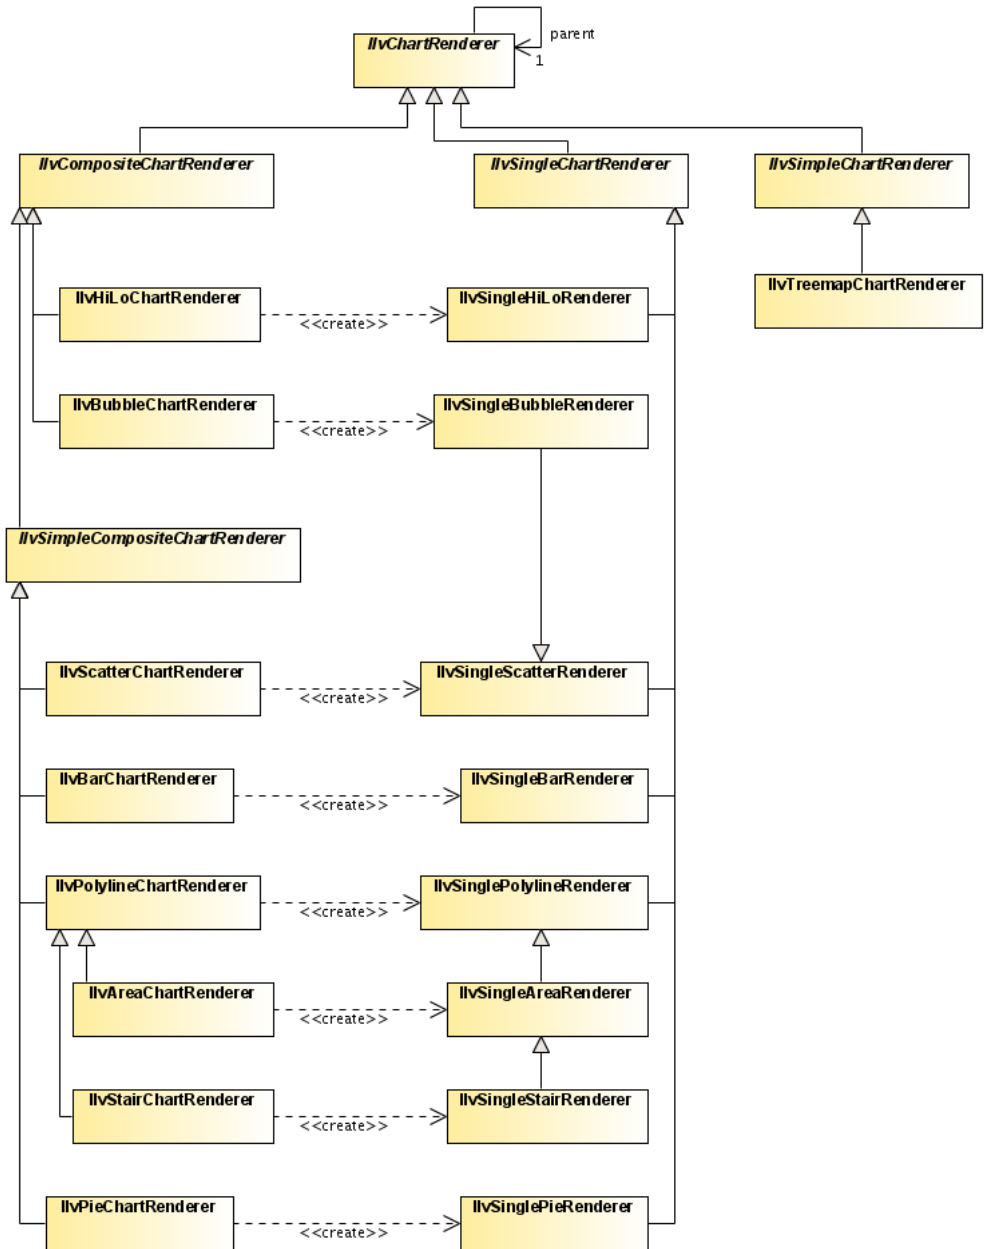 IlvChartRenderer
parent
1
IlvCompositeChartRenderer
IlvSingleChartRenderer
IlvSimpleChartRenderer
IlvTreemapChartRenderer
IlvHiLoChartRenderer
<<create>>
IlvSingleHiLoRenderer
IlvBubbleChartRenderer
<<create>>
IlvSingleBubbleRenderer
IlvSimpleCompositeChartRenderer
IlvScatterChartRenderer
<<create>>
IlvSingleScatterRenderer
IlvBarChartRenderer
<<create>>
IlvSingleBarRenderer
IlvPolylineChartRenderer
<<create>>
IlvSinglePolylineRenderer
IlvAreaChartRenderer
<<create>>
IlvSingleAreaRenderer
IlvStairChartRenderer
<<create>>
IlvSingleStairRenderer
IlvPieChartRenderer
<<create>>
IlvSinglePieRenderer